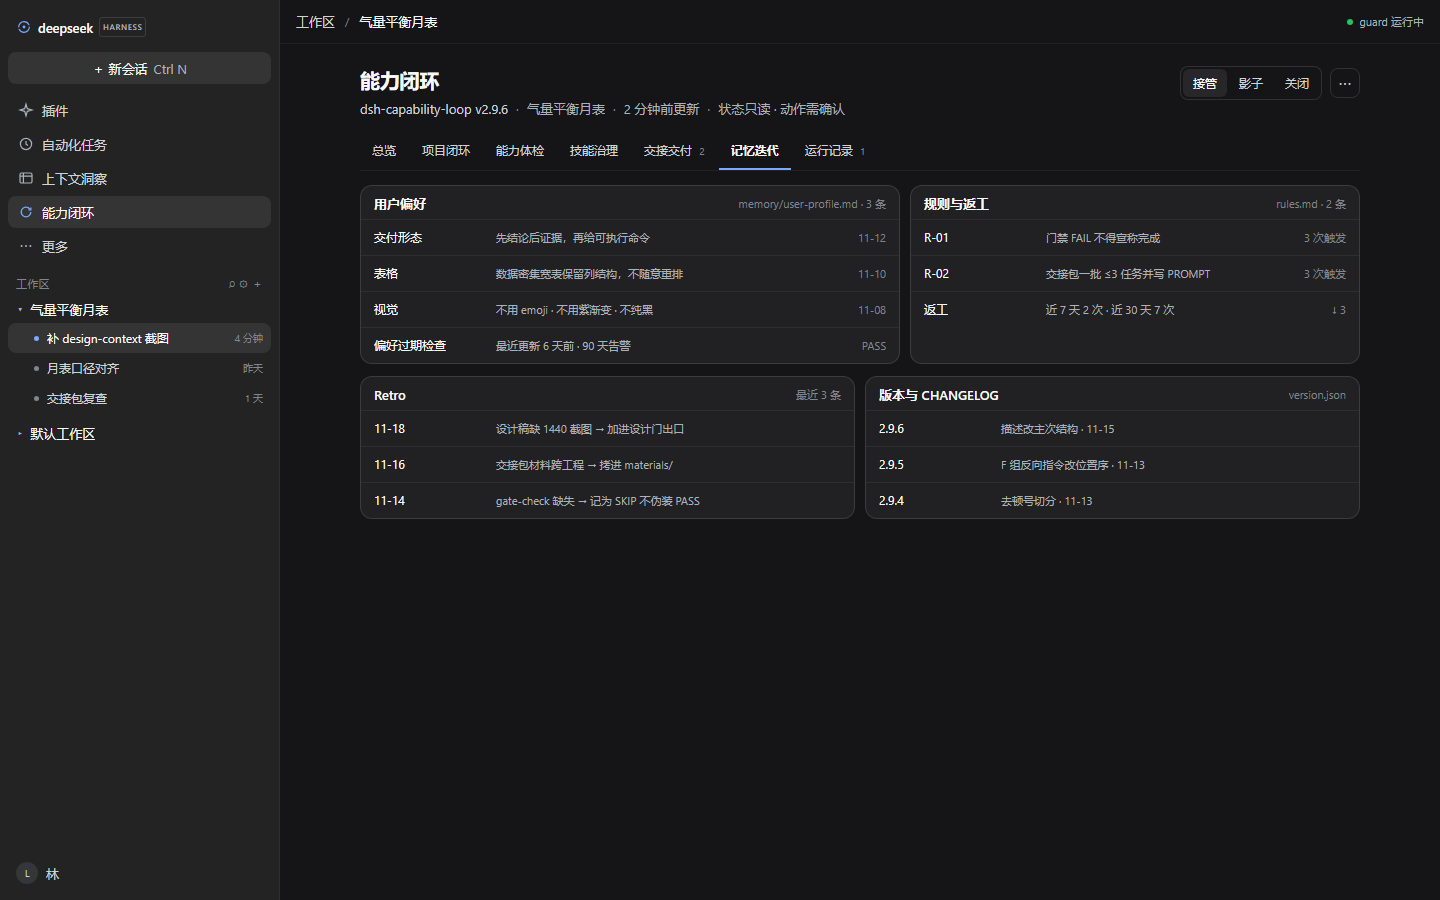 deepseek HARNESS
+ 新会话 Ctrl N
插件
自动化任务
上下文洞察
能力闭环
更多
工作区
气量平衡月表
补 design-context 截图 4 分钟
月表口径对齐 昨天
交接包复查 1 天
默认工作区
L 林
工作区 / 气量平衡月表
guard 运行中
能力闭环
接管 影子 关闭
dsh-capability-loop v2.9.6 · 气量平衡月表 · 2 分钟前更新 · 状态只读 · 动作需确认
总览 项目闭环 能力体检 技能治理 交接交付 2 记忆迭代 运行记录 1
用户偏好 memory/user-profile.md · 3 条
交付形态 先结论后证据，再给可执行命令 11-12
表格 数据密集宽表保留列结构，不随意重排 11-10
视觉 不用 emoji · 不用紫渐变 · 不纯黑 11-08
偏好过期检查 最近更新 6 天前 · 90 天告警 PASS
规则与返工 rules.md · 2 条
R-01 门禁 FAIL 不得宣称完成 3 次触发
R-02 交接包一批 ≤3 任务并写 PROMPT 3 次触发
返工 近 7 天 2 次 · 近 30 天 7 次 ↓ 3
Retro 最近 3 条
11-18 设计稿缺 1440 截图 → 加进设计门出口
11-16 交接包材料跨工程 → 拷进 materials/
11-14 gate-check 缺失 → 记为 SKIP 不伪装 PASS
版本与 CHANGELOG version.json
2.9.6 描述改主次结构 · 11-15
2.9.5 F 组反向指令改位置序 · 11-13
2.9.4 去顿号切分 · 11-13